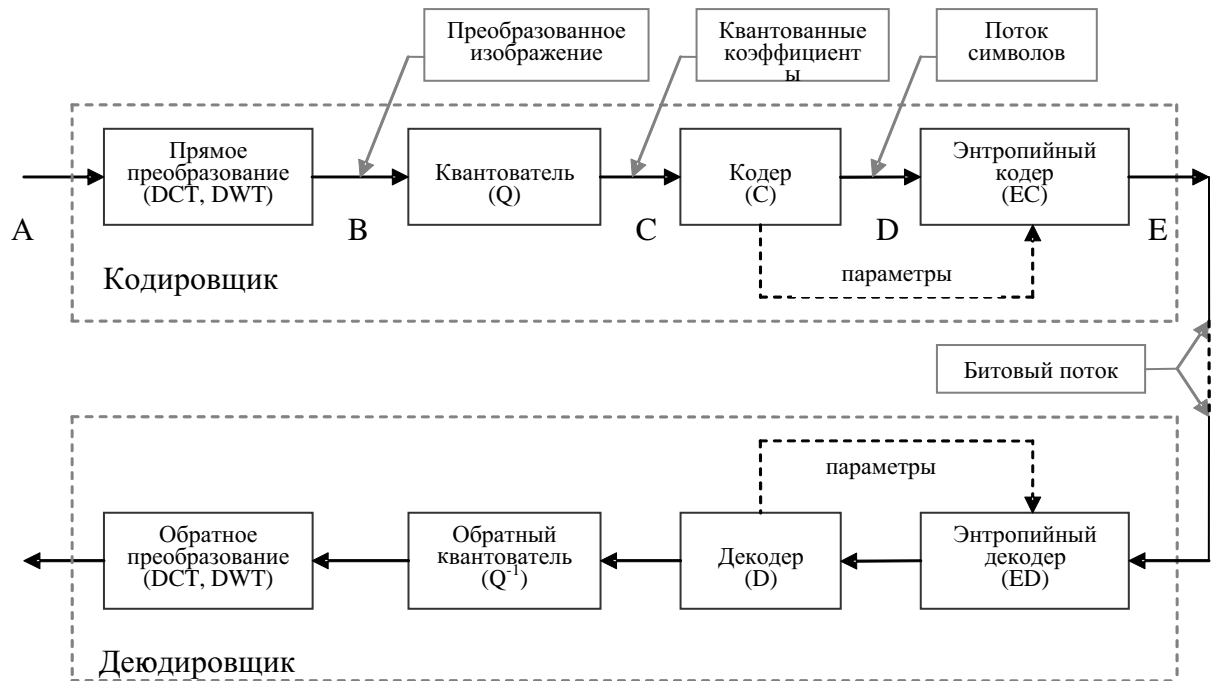 Преобразованное
изображение
Квантованные
коэффициент
ы
Поток
символов
Прямое
преобразование
(DCT, DWT)
Квантователь
(Q)
Кодер
(C)
Энтропийный
кодер
(EC)
A
B
C
D
E
параметры
Кодировщик
Битовый поток
параметры
Обратное
преобразование
(DCT, DWT)
Обратный
квантователь
(Q⁻¹)
Декодер
(D)
Энтропийный
декодер
(ED)
Деюдировщик